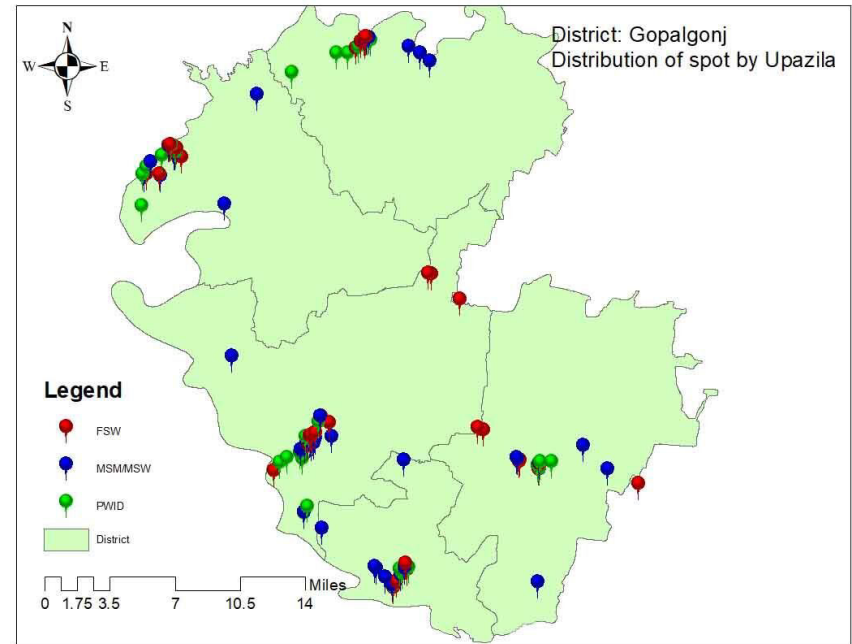 District: Gopalgonj
Distribution of spot by Upazila
N
W E
S
Legend
FSW
MSM/MSW
PWID
District
Miles
0 1.75 3.5 7 10.5 14